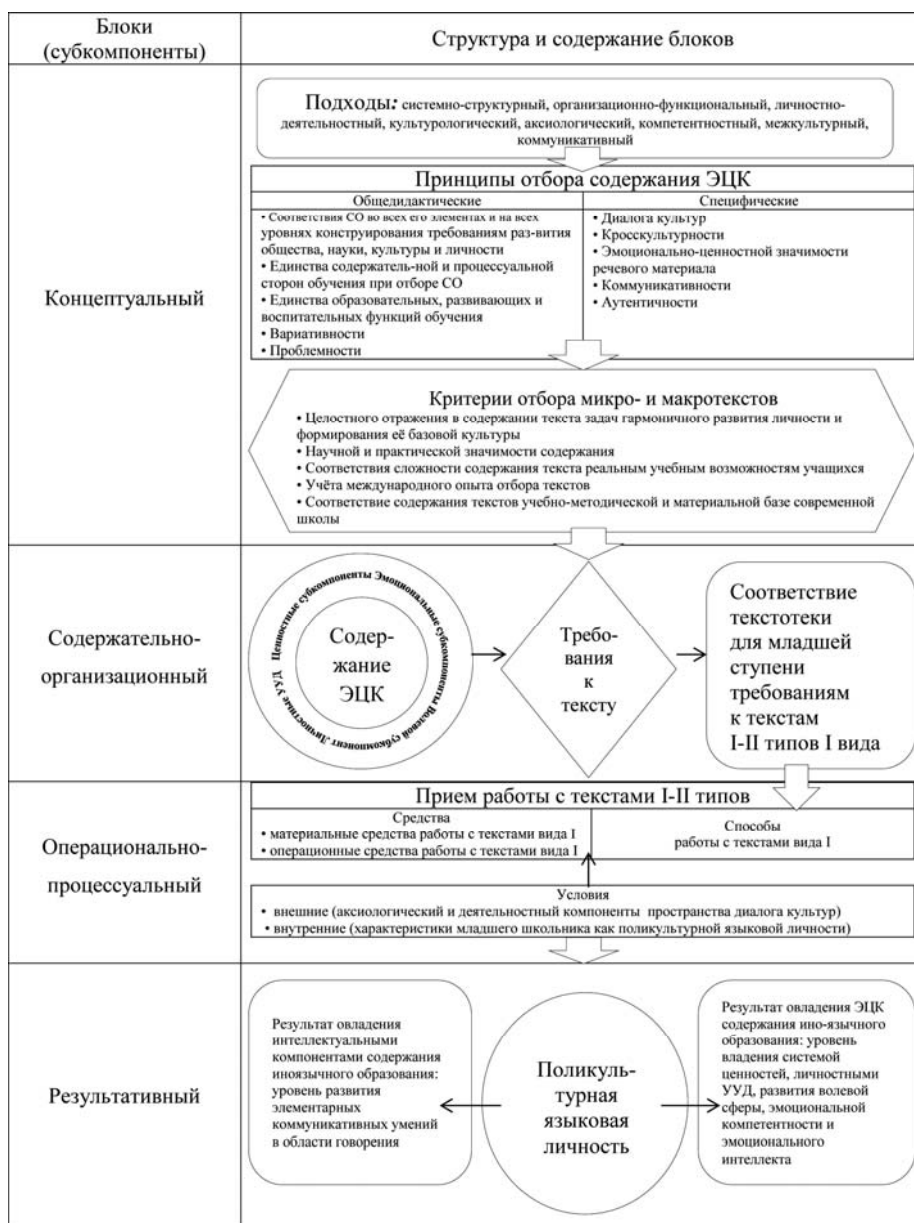 Блоки
(субкомпоненты)
Структура и содержание блоков
Концептуальный
Подходы: системно-структурный, организационно-функциональный, личностно-
деятельностный, культурологический, аксиологический, компетентностный, межкультурный,
коммуникативный
Принципы отбора содержания ЭЦК
Общедидактические
• Соответствия СО во всех его элементах и на всех
уровнях конструирования требованиям раз-вития
общества, науки, культуры и личности
• Единства содержатель-ной и процессуальной
сторон обучения при отборе СО
• Единства образовательных, развивающих и
воспитательных функций обучения
• Вариативности
• Проблемности
Специфические
• Диалога культур
• Кросскультурности
• Эмоционально-ценностной значимости
речевого материала
• Коммуникативности
• Аутентичности
Критерии отбора микро- и макротекстов
• Целостного отражения в содержании текста задач гармоничного развития личности и
формирования её базовой культуры
• Научной и практической значимости содержания
• Соответствия сложности содержания текста реальным учебным возможностям учащихся
• Учёта международного опыта отбора текстов
• Соответствие содержания текстов учебно-методической и материальной базе современной
школы
Содержательно-
организационный
Ценностные субкомпоненты Эмоциональные субкомпоненты Волевой субкомпонент Личностные УУД
Содер-
жание
ЭЦК
Требо-
вания
к
тексту
Соответствие
текстотеки
для младшей
ступени
требованиям
к текстам
I-II типов I вида
Операционально-
процессуальный
Прием работы с текстами I-II типов
Средства
• материальные средства работы с текстами вида I
• операционные средства работы с текстами вида I
Способы
работы с текстами вида I
Условия
• внешние (аксиологический и деятельностный компоненты пространства диалога культур)
• внутренние (характеристики младшего школьника как поликультурной языковой личности)
Результативный
Результат овладения
интеллектуальными
компонентами содержания
иноязычного образования:
уровень развития
элементарных
коммуникативных умений
в области говорения
Поликуль-
турная
языковая
личность
Результат овладения ЭЦК
содержания ино-язычного
образования: уровень
владения системой
ценностей, личностными
УУД, развития волевой
сферы, эмоциональной
компетентности и
эмоционального
интеллекта